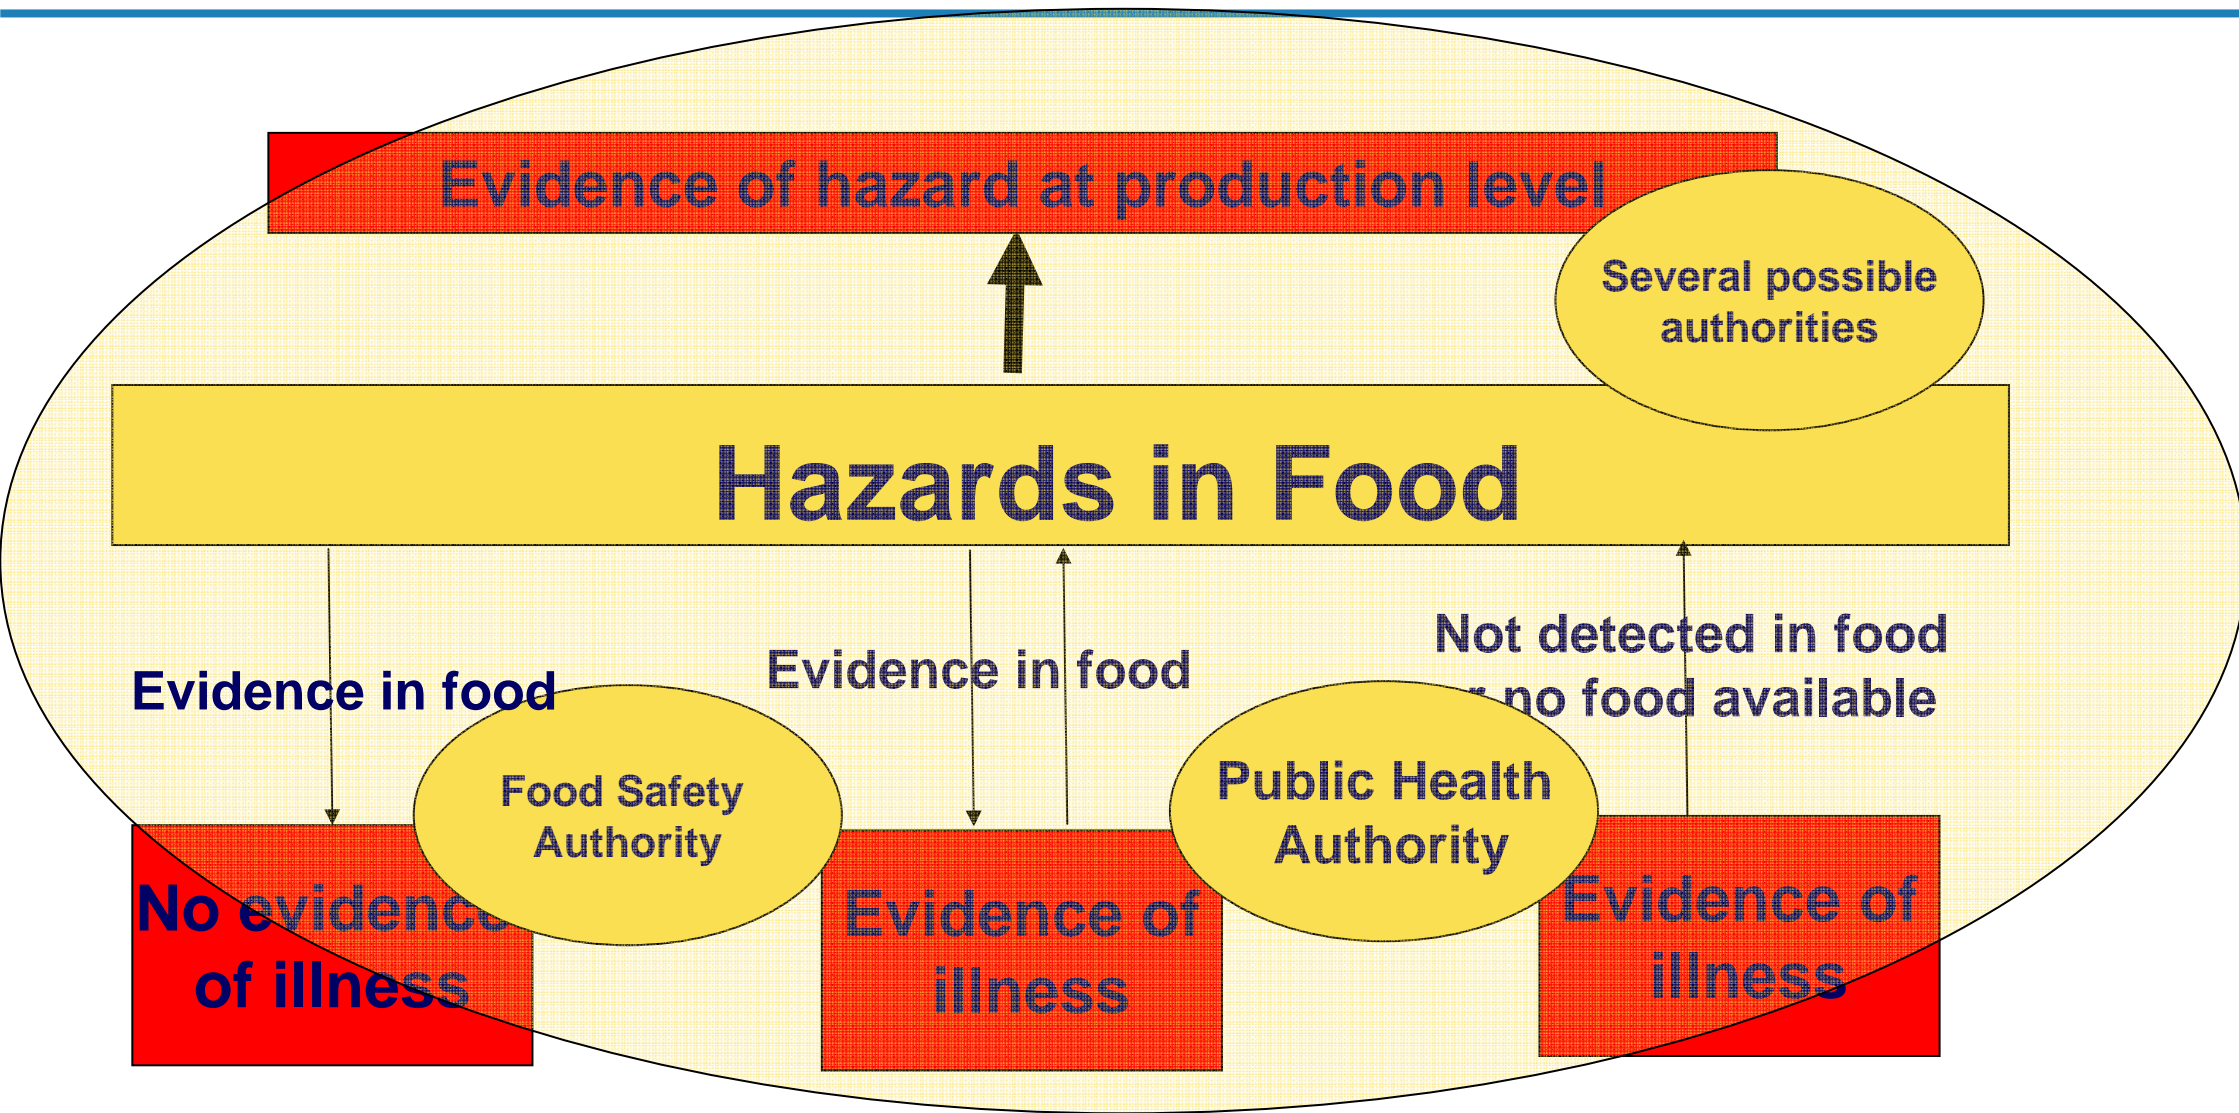 Evidence of hazard at production level
Several possible
authorities
Hazards in Food
Evidence in food
Evidence in food
Not detected in food
r no food available
Food Safety
Authority
Public Health
Authority
No evidence
of illness
Evidence of
illness
Evidence of
illness